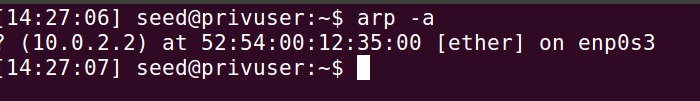 [14:27:06] seed@privuser:~$ arp -a
? (10.0.2.2) at 52:54:00:12:35:00 [ether] on enp0s3
[14:27:07] seed@privuser:~$